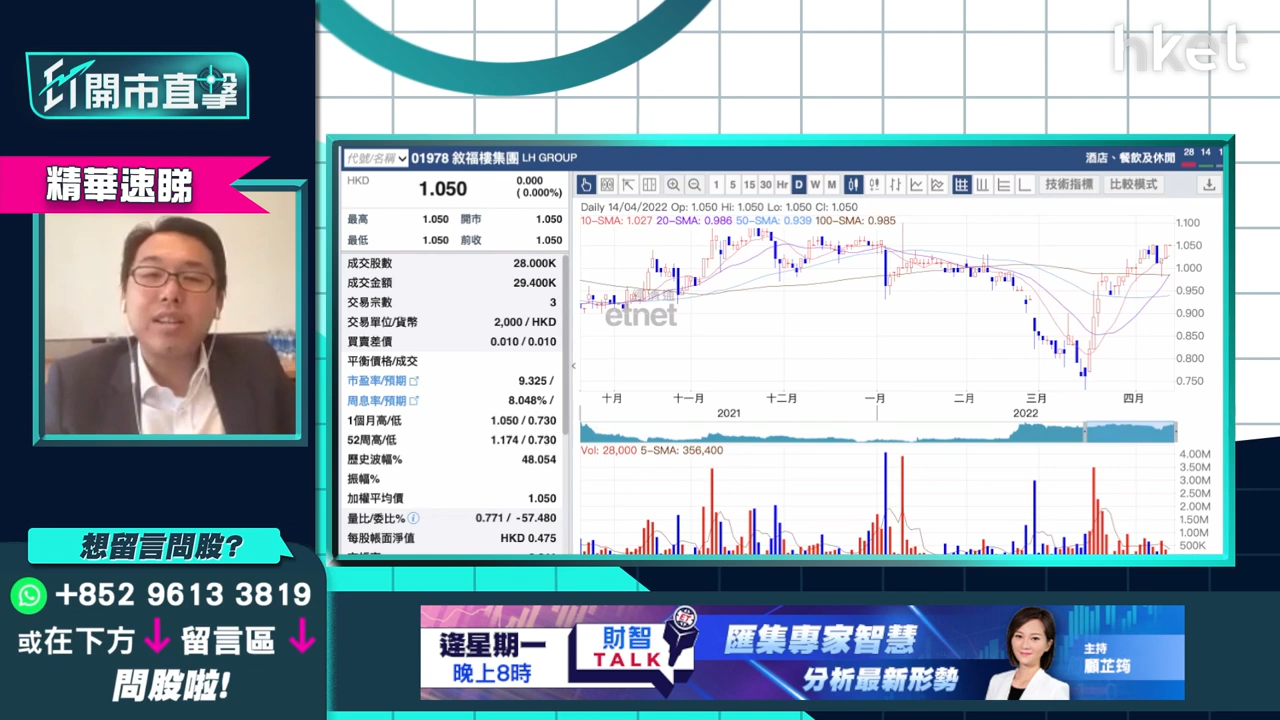 hket
ET開市直擊
精華速睇
想留言問股?
+852 9613 3819
或在下方 留言區
問股啦!
代號/名稱
01978 敘福樓集團 LH GROUP
酒店、餐飲及休閒
28 14
HKD
1.050
0.000
( 0.000%)
最高 1.050 開市 1.050
最低 1.050 前收 1.050
成交股數 28.000K
成交金額 29.400K
交易宗數 3
交易單位/貨幣 2,000 / HKD
買賣差價 0.010 / 0.010
平衡價格/成交
市盈率/預期 9.325 /
周息率/預期 8.048% /
1個月高/低 1.050 / 0.730
52周高/低 1.174 / 0.730
歷史波幅% 48.054
振幅%
加權平均價 1.050
量比/委比% 0.771 / -57.480
每股帳面淨值 HKD 0.475
1 5 15 30 Hr D W M
技術指標 比較模式
Daily 14/04/2022 Op: 1.050 Hi: 1.050 Lo: 1.050 Cl: 1.050
10-SMA: 1.027 20-SMA: 0.986 50-SMA: 0.939 100-SMA: 0.985
etnet
1.100
1.050
1.000
0.950
0.900
0.850
0.800
0.750
十月 十一月 十二月 一月 二月 三月 四月
2021 2022
Vol: 28,000 5-SMA: 356,400
4.00M
3.50M
3.00M
2.50M
2.00M
1.50M
1.00M
500K
逢星期一
晚上8時
財智
TALK
匯集專家智慧
分析最新形勢
主持
顧芷筠